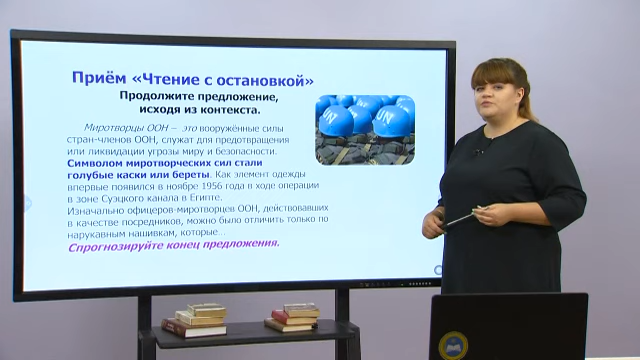 Приём «Чтение с остановкой»
Продолжите предложение,
исходя из контекста.
Миротворцы ООН – это вооружённые силы
стран-членов ООН, служат для предотвращения
или ликвидации угрозы миру и безопасности.
Символом миротворческих сил стали
голубые каски или береты. Как элемент одежды
впервые появился в ноябре 1956 года в ходе операции
в зоне Суэцкого канала в Египте.
Изначально офицеров-миротворцев ООН, действовавших
в качестве посредников, можно было отличить только по
нарукавным нашивкам, которые...
Спрогнозируйте конец предложения.
UN
UN